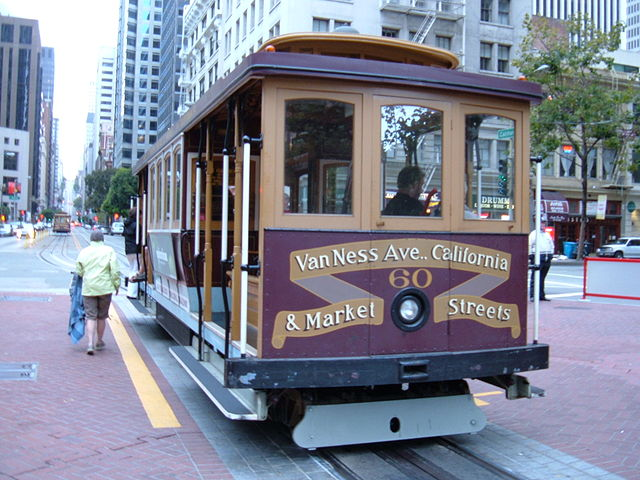 Van Ness Ave., California
60
& Market Streets
DRUMM